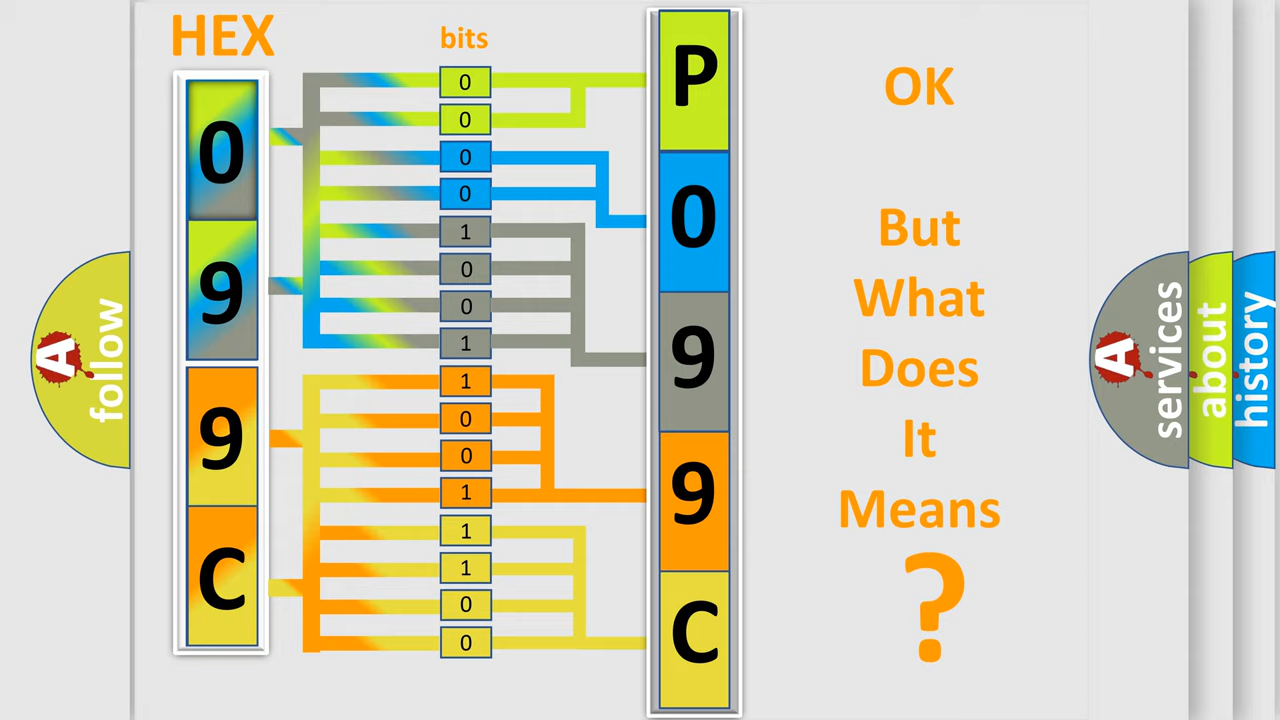 HEX
bits
0
9
9
C
0
0
0
0
1
0
0
1
1
0
0
1
1
1
0
0
P
0
9
9
C
OK
But
What
Does
It
Means
?
A
follow
A
services
about
history